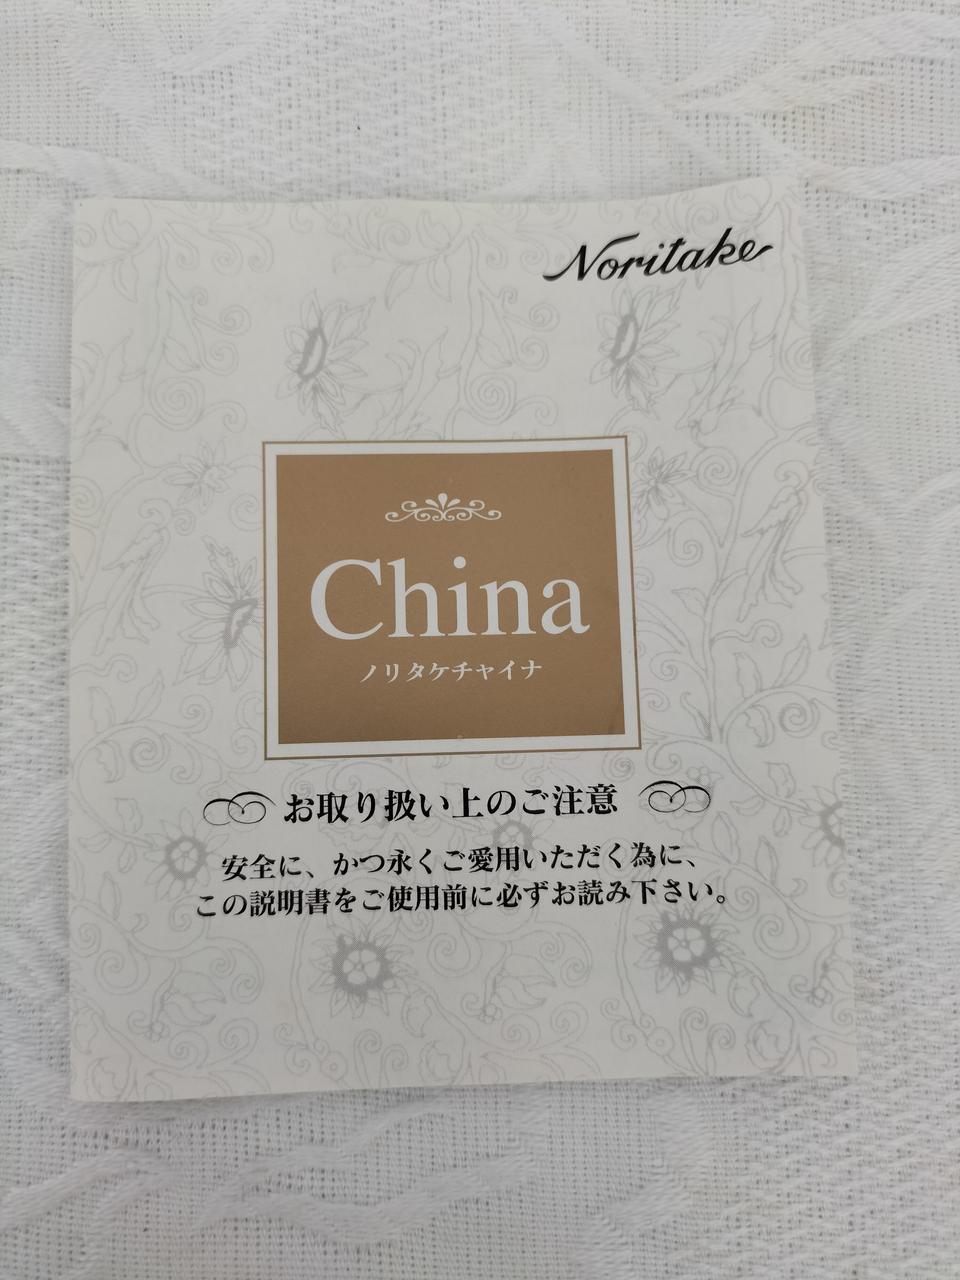 Noritake
China
ノリタケチャイナ
お取り扱い上のご注意
安全に、かつ永くご愛用いただく為に、
この説明書をご使用前に必ずお読み下さい。